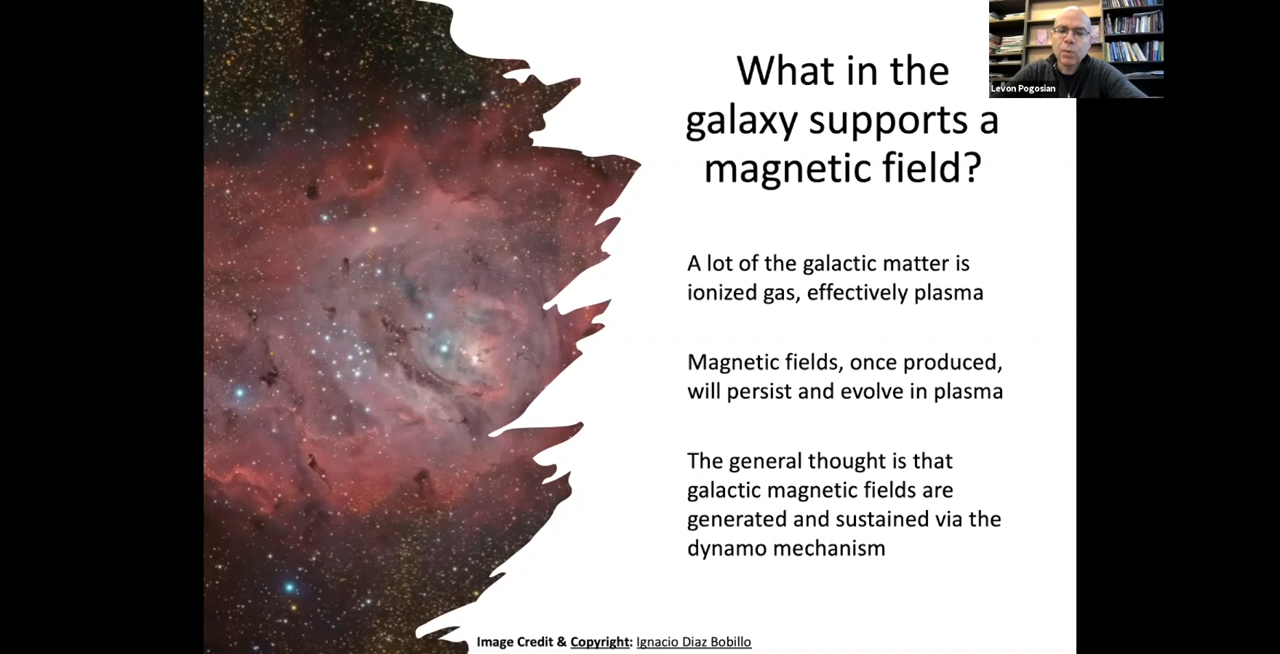 What in the
galaxy supports a
magnetic field?
Levon Pogosian
A lot of the galactic matter is
ionized gas, effectively plasma
Magnetic fields, once produced,
will persist and evolve in plasma
The general thought is that
galactic magnetic fields are
generated and sustained via the
dynamo mechanism
Image Credit & Copyright: Ignacio Diaz Bobillo